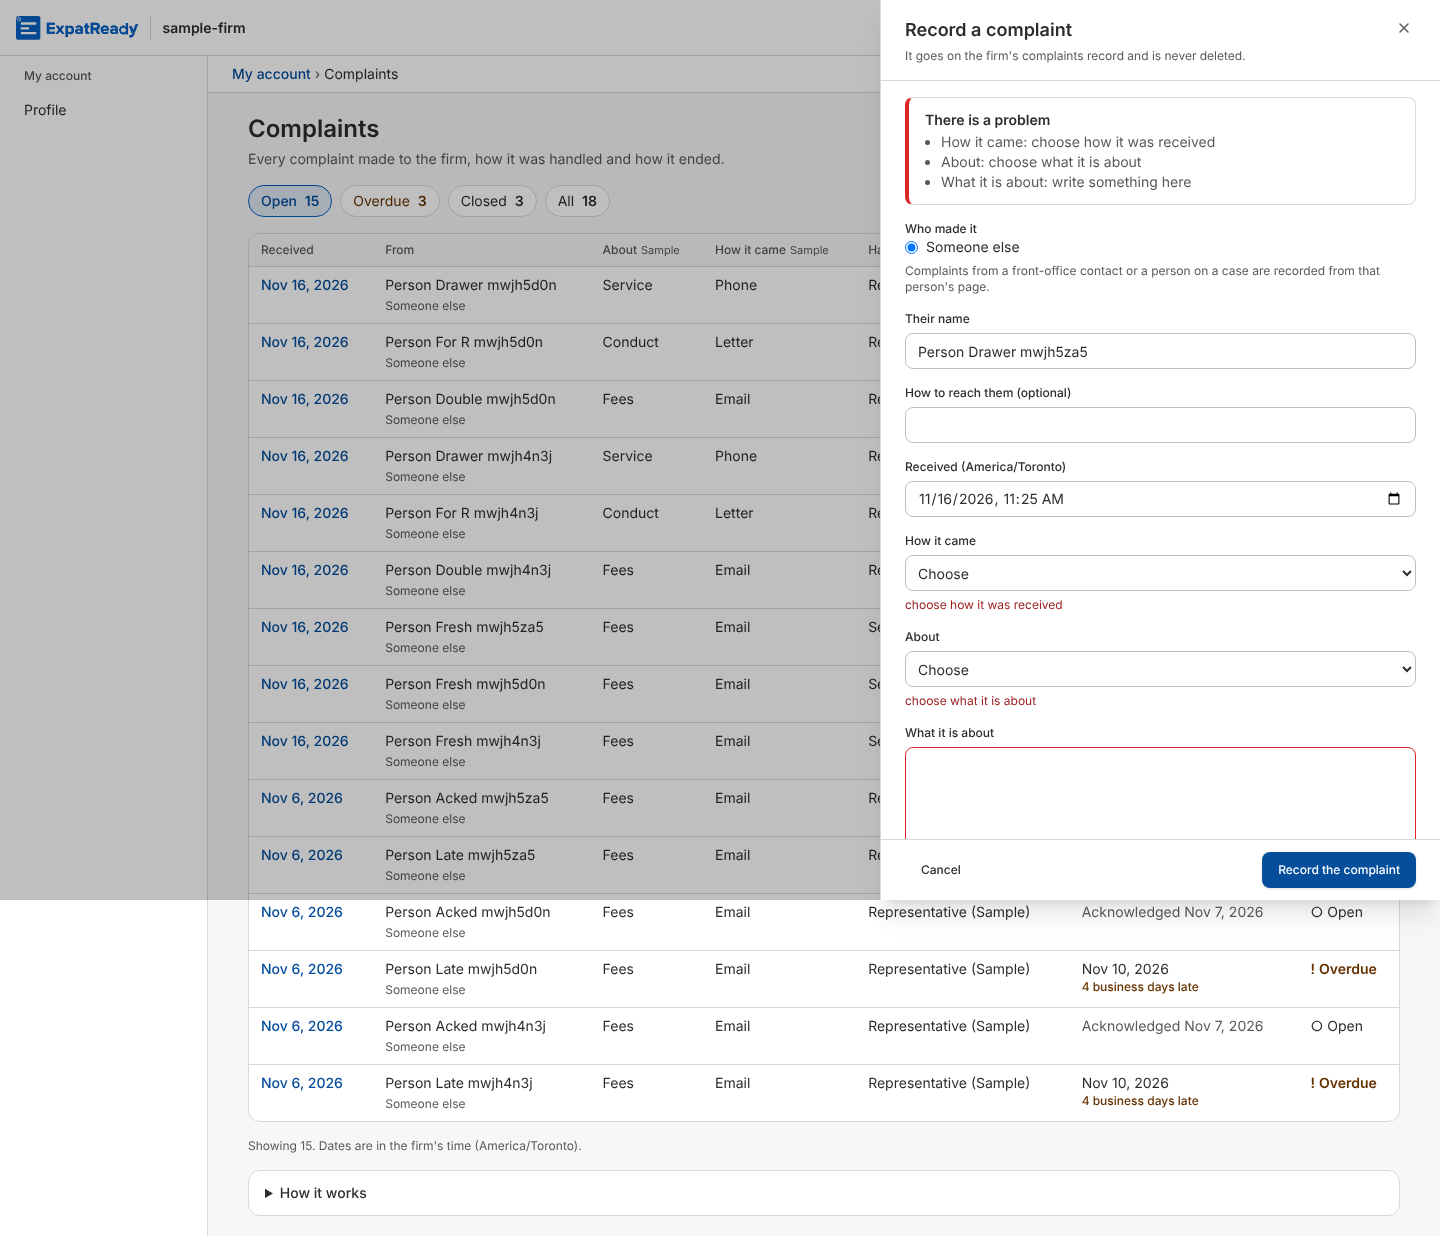 ExpatReady
sample-firm
My account
Profile
My account › Complaints
Complaints
Every complaint made to the firm, how it was handled and how it ended.
Open 15
Overdue 3
Closed 3
All 18
Received From About Sample How it came Sample
Nov 16, 2026 Person Drawer mwjh5d0n Service Phone
Someone else
Nov 16, 2026 Person For R mwjh5d0n Conduct Letter
Someone else
Nov 16, 2026 Person Double mwjh5d0n Fees Email
Someone else
Nov 16, 2026 Person Drawer mwjh4n3j Service Phone
Someone else
Nov 16, 2026 Person For R mwjh4n3j Conduct Letter
Someone else
Nov 16, 2026 Person Double mwjh4n3j Fees Email
Someone else
Nov 16, 2026 Person Fresh mwjh5za5 Fees Email
Someone else
Nov 16, 2026 Person Fresh mwjh5d0n Fees Email
Someone else
Nov 16, 2026 Person Fresh mwjh4n3j Fees Email
Someone else
Nov 6, 2026 Person Acked mwjh5za5 Fees Email
Someone else
Nov 6, 2026 Person Late mwjh5za5 Fees Email
Someone else
Nov 6, 2026 Person Acked mwjh5d0n Fees Email Representative (Sample) Acknowledged Nov 7, 2026 Open
Someone else
Nov 6, 2026 Person Late mwjh5d0n Fees Email Representative (Sample) Nov 10, 2026 ! Overdue
Someone else 4 business days late
Nov 6, 2026 Person Acked mwjh4n3j Fees Email Representative (Sample) Acknowledged Nov 7, 2026 Open
Someone else
Nov 6, 2026 Person Late mwjh4n3j Fees Email Representative (Sample) Nov 10, 2026 ! Overdue
Someone else 4 business days late
Showing 15. Dates are in the firm's time (America/Toronto).
How it works
Record a complaint
It goes on the firm's complaints record and is never deleted.
There is a problem
• How it came: choose how it was received
• About: choose what it is about
• What it is about: write something here
Who made it
Someone else
Complaints from a front-office contact or a person on a case are recorded from that
person's page.
Their name
Person Drawer mwjh5za5
How to reach them (optional)
Received (America/Toronto)
11/16/2026, 11:25 AM
How it came
Choose
choose how it was received
About
Choose
choose what it is about
What it is about
Cancel
Record the complaint